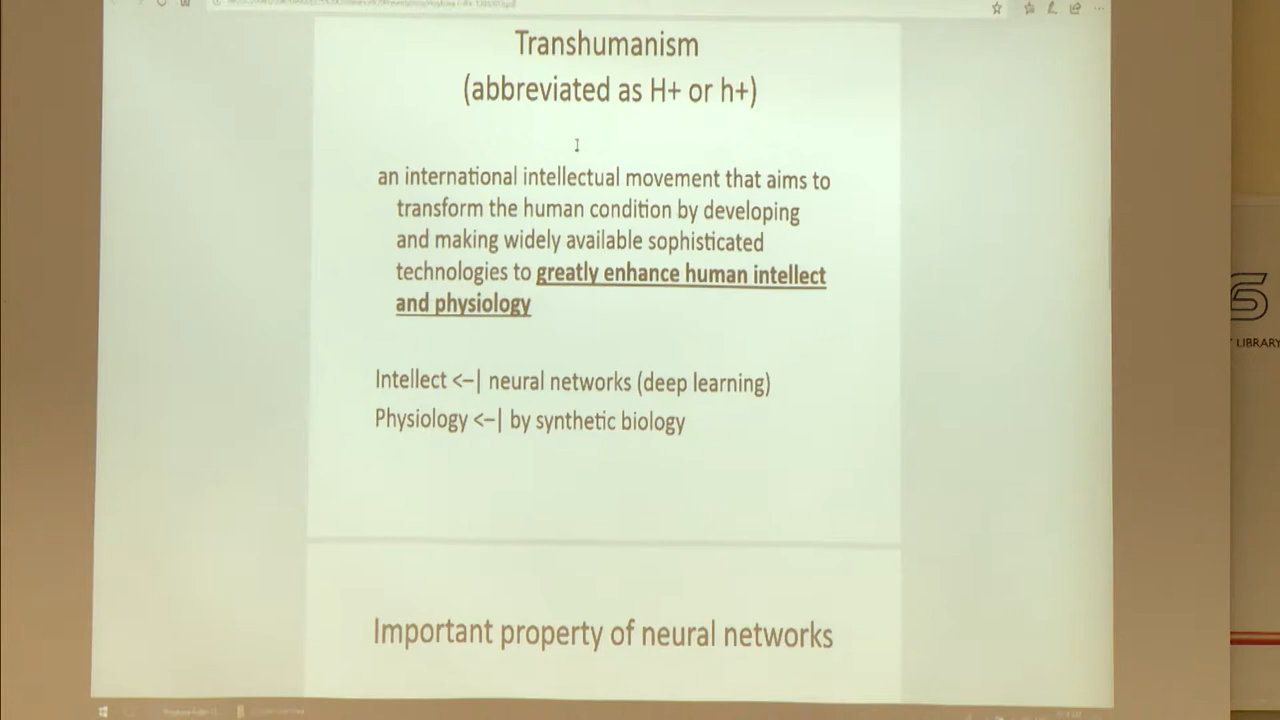 Transhumanism
(abbreviated as H+ or h+)
an international intellectual movement that aims to
transform the human condition by developing
and making widely available sophisticated
technologies to greatly enhance human intellect
and physiology
Intellect <–| neural networks (deep learning)
Physiology <–| by synthetic biology
Important property of neural networks
LIBRARY